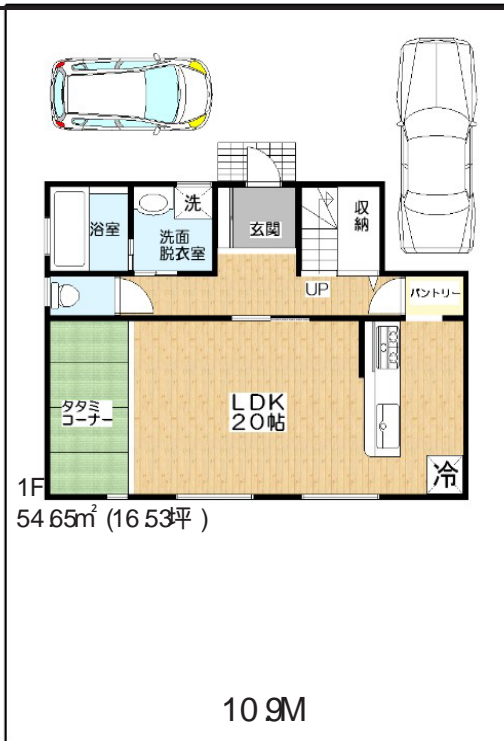 浴室
洗
洗面
脱衣室
玄関
収
納
UP
パントリー
タタミ
コーナー
LDK
20帖
冷
1F
54.65㎡ (16.53坪 )
10.9M